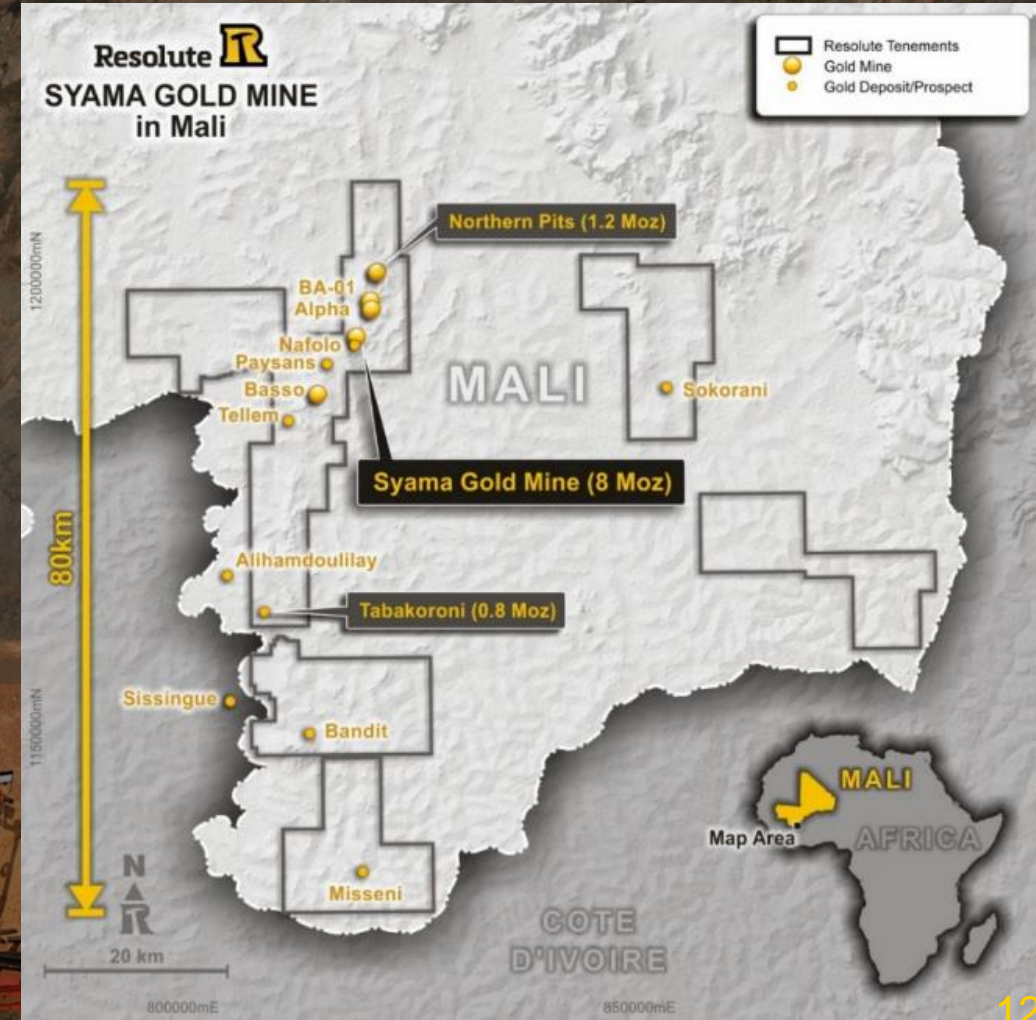 Resolute
SYAMA GOLD MINE
in Mali
Resolute Tenements
Gold Mine
Gold Deposit/Prospect
Northern Pits (1.2 Moz)
1200000mN
BA-01
Alpha
Nafolo
Paysans
MALI
Basso
Sokorani
Tellem
Syama Gold Mine (8 Moz)
80km
Alihamdoulilay
Tabakoroni (0.8 Moz)
Sissingue
1150000mN
Bandit
MALI
Map Area
AFRICA
N
Misseni
COTE
D'IVOIRE
20 km
800000mE
850000mE
12